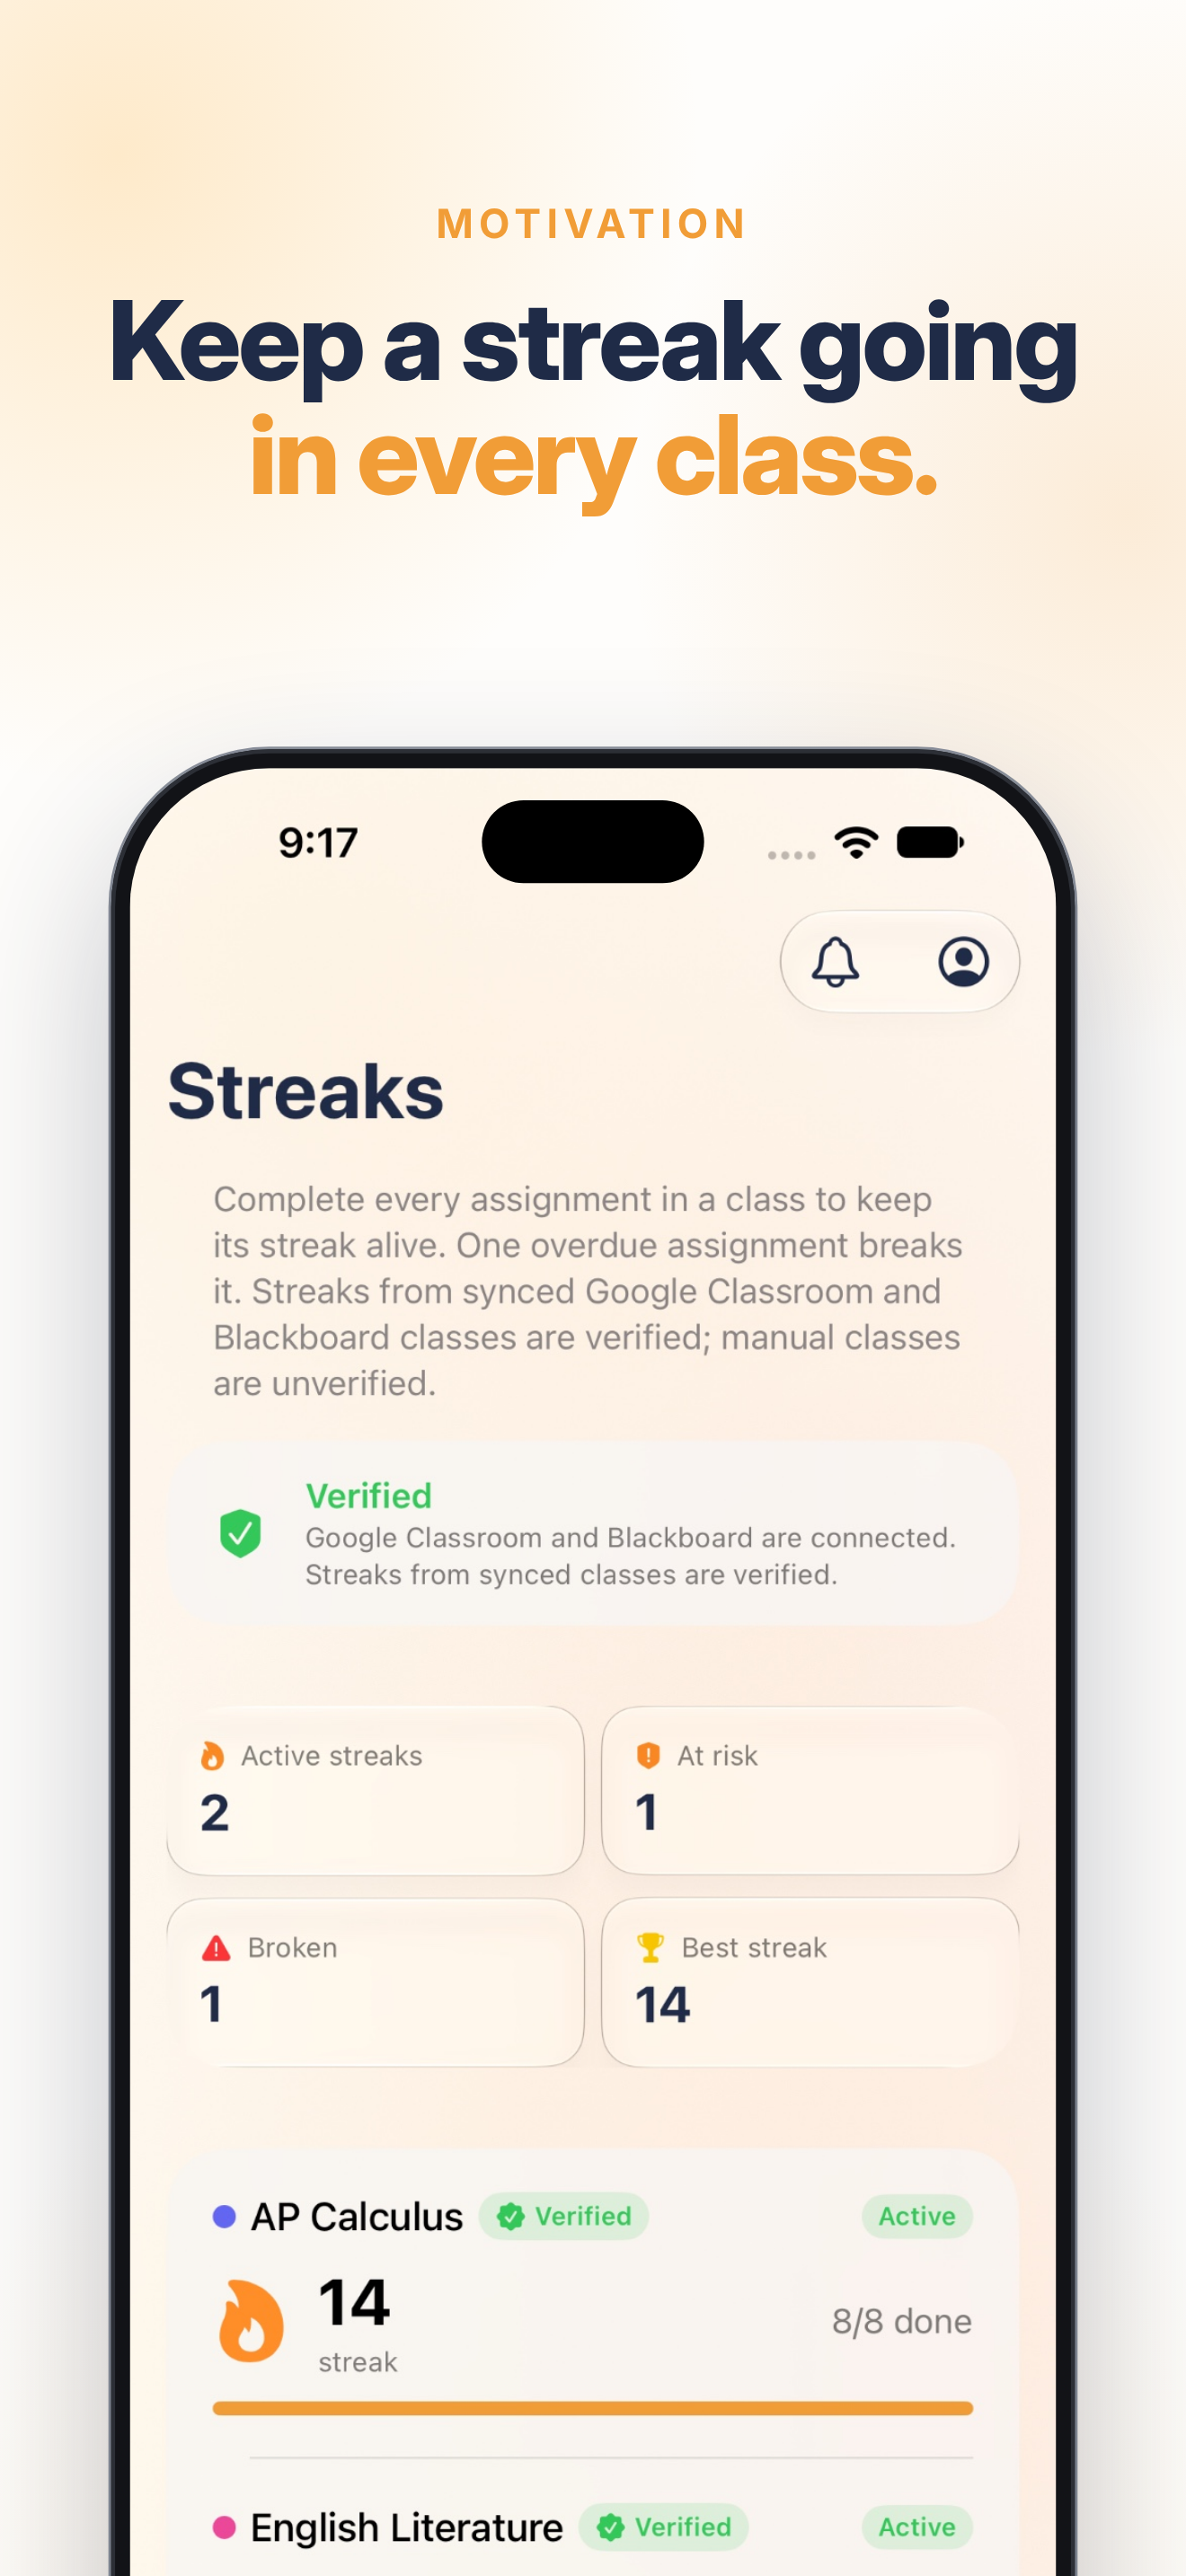 MOTIVATION
Keep a streak going
in every class.
9:17
Streaks
Complete every assignment in a class to keep
its streak alive. One overdue assignment breaks
it. Streaks from synced Google Classroom and
Blackboard classes are verified; manual classes
are unverified.
Verified
Google Classroom and Blackboard are connected.
Streaks from synced classes are verified.
Active streaks
2
At risk
1
Broken
1
Best streak
14
AP Calculus Verified Active
14
streak
8/8 done
English Literature Verified Active